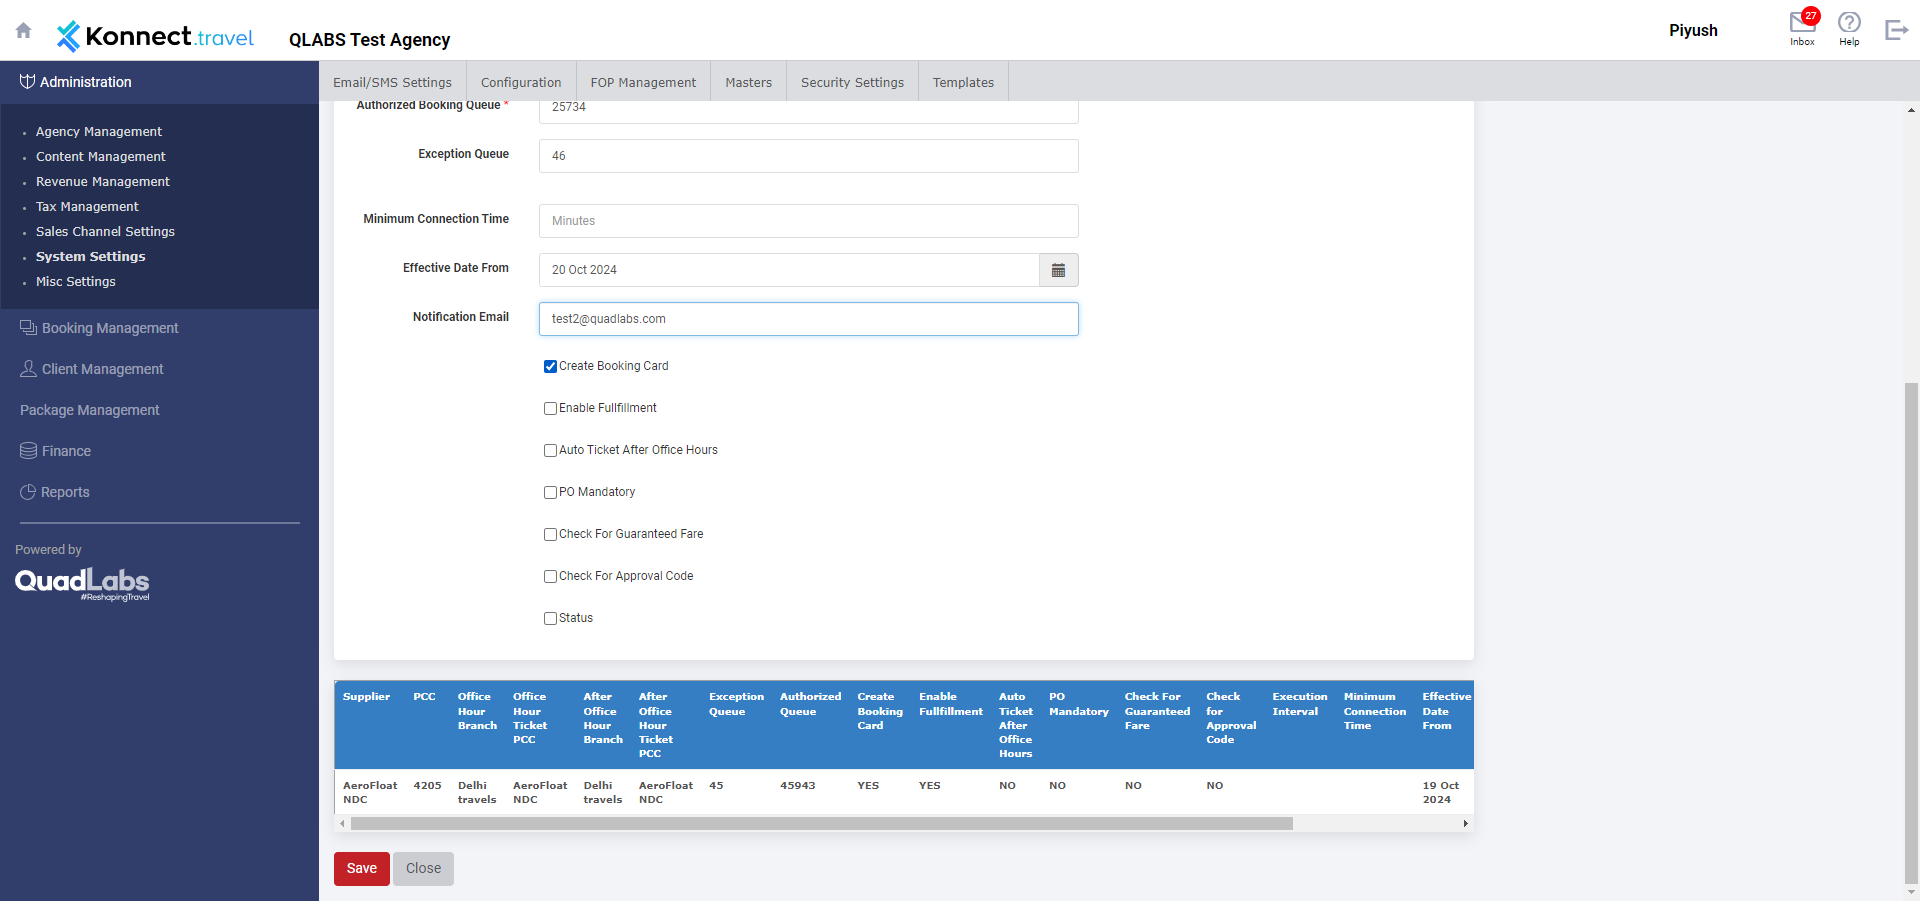 Konnect.travel
QLABS Test Agency
Piyush
27
Inbox
Help
Administration
Email/SMS Settings
Configuration
FOP Management
Masters
Security Settings
Templates
Agency Management
Content Management
Revenue Management
Tax Management
Sales Channel Settings
System Settings
Misc Settings
Booking Management
Client Management
Package Management
Finance
Reports
Powered by
QuadLabs
#ReshapingTravel
Authorized Booking Queue *
25734
Exception Queue
46
Minimum Connection Time
Minutes
Effective Date From
20 Oct 2024
Notification Email
test2@quadlabs.com
Create Booking Card
Enable Fullfillment
Auto Ticket After Office Hours
PO Mandatory
Check For Guaranteed Fare
Check For Approval Code
Status
Supplier
PCC
Office
Hour
Branch
Office
Hour
Ticket
PCC
After
Office
Hour
Branch
After
Office
Hour
Ticket
PCC
Exception
Queue
Authorized
Queue
Create
Booking
Card
Enable
Fullfillment
Auto
Ticket
After
Office
Hours
PO
Mandatory
Check For
Guaranteed
Fare
Check
for
Approval
Code
Execution
Interval
Minimum
Connection
Time
Effective
Date
From
AeroFloat
NDC
4205
Delhi
travels
AeroFloat
NDC
Delhi
travels
AeroFloat
NDC
45
45943
YES
YES
NO
NO
NO
NO
19 Oct
2024
Save
Close